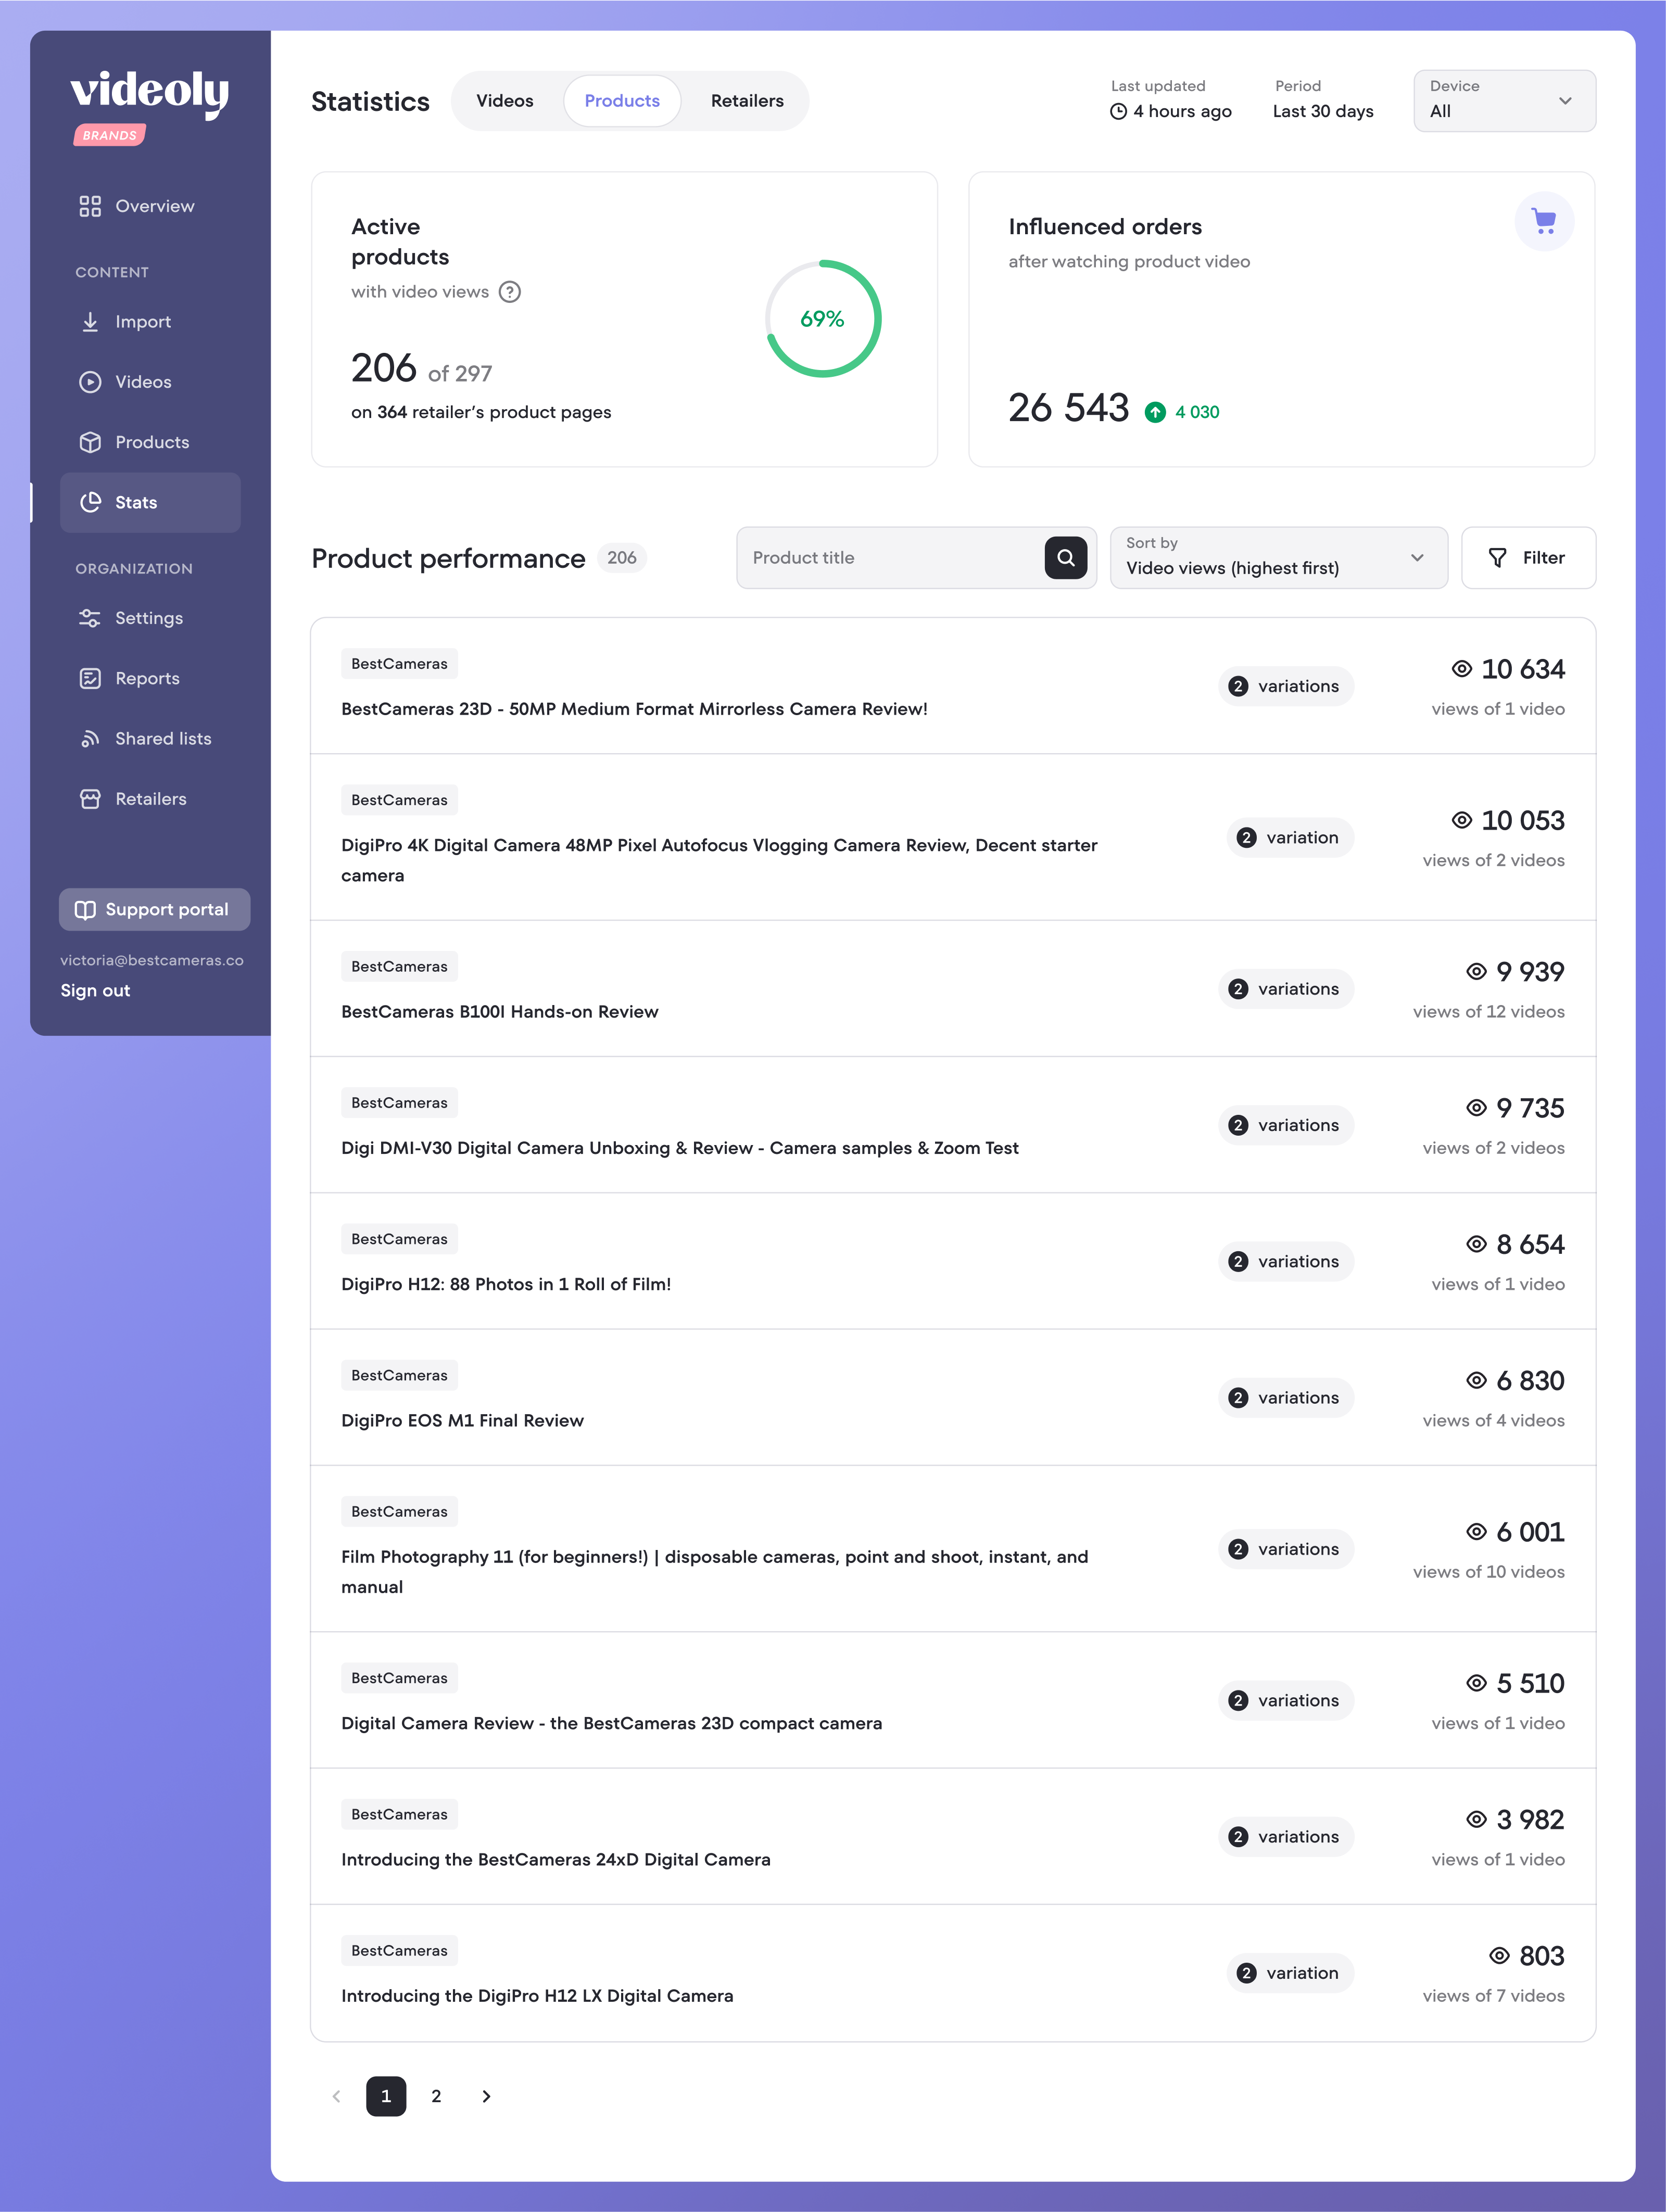 videoly
BRANDS
Overview
CONTENT
Import
Videos
Products
Stats
ORGANIZATION
Settings
Reports
Shared lists
Retailers
Support portal
victoria@bestcameras.co
Sign out
Statistics
Videos
Products
Retailers
Last updated
4 hours ago
Period
Last 30 days
Device
All
Active
products
with video views ?
69%
206 of 297
on 364 retailer’s product pages
Influenced orders
after watching product video
26 543 4 030
Product performance 206
Product title
Sort by
Video views (highest first)
Filter
BestCameras
BestCameras 23D - 50MP Medium Format Mirrorless Camera Review!
2 variations
10 634
views of 1 video
BestCameras
DigiPro 4K Digital Camera 48MP Pixel Autofocus Vlogging Camera Review, Decent starter
camera
2 variation
10 053
views of 2 videos
BestCameras
BestCameras B100I Hands-on Review
2 variations
9 939
views of 12 videos
BestCameras
Digi DMI-V30 Digital Camera Unboxing & Review - Camera samples & Zoom Test
2 variations
9 735
views of 2 videos
BestCameras
DigiPro H12: 88 Photos in 1 Roll of Film!
2 variations
8 654
views of 1 video
BestCameras
DigiPro EOS M1 Final Review
2 variations
6 830
views of 4 videos
BestCameras
Film Photography 11 (for beginners!) | disposable cameras, point and shoot, instant, and
manual
2 variations
6 001
views of 10 videos
BestCameras
Digital Camera Review - the BestCameras 23D compact camera
2 variations
5 510
views of 1 video
BestCameras
Introducing the BestCameras 24xD Digital Camera
2 variations
3 982
views of 1 video
BestCameras
Introducing the DigiPro H12 LX Digital Camera
2 variation
803
views of 7 videos
1 2